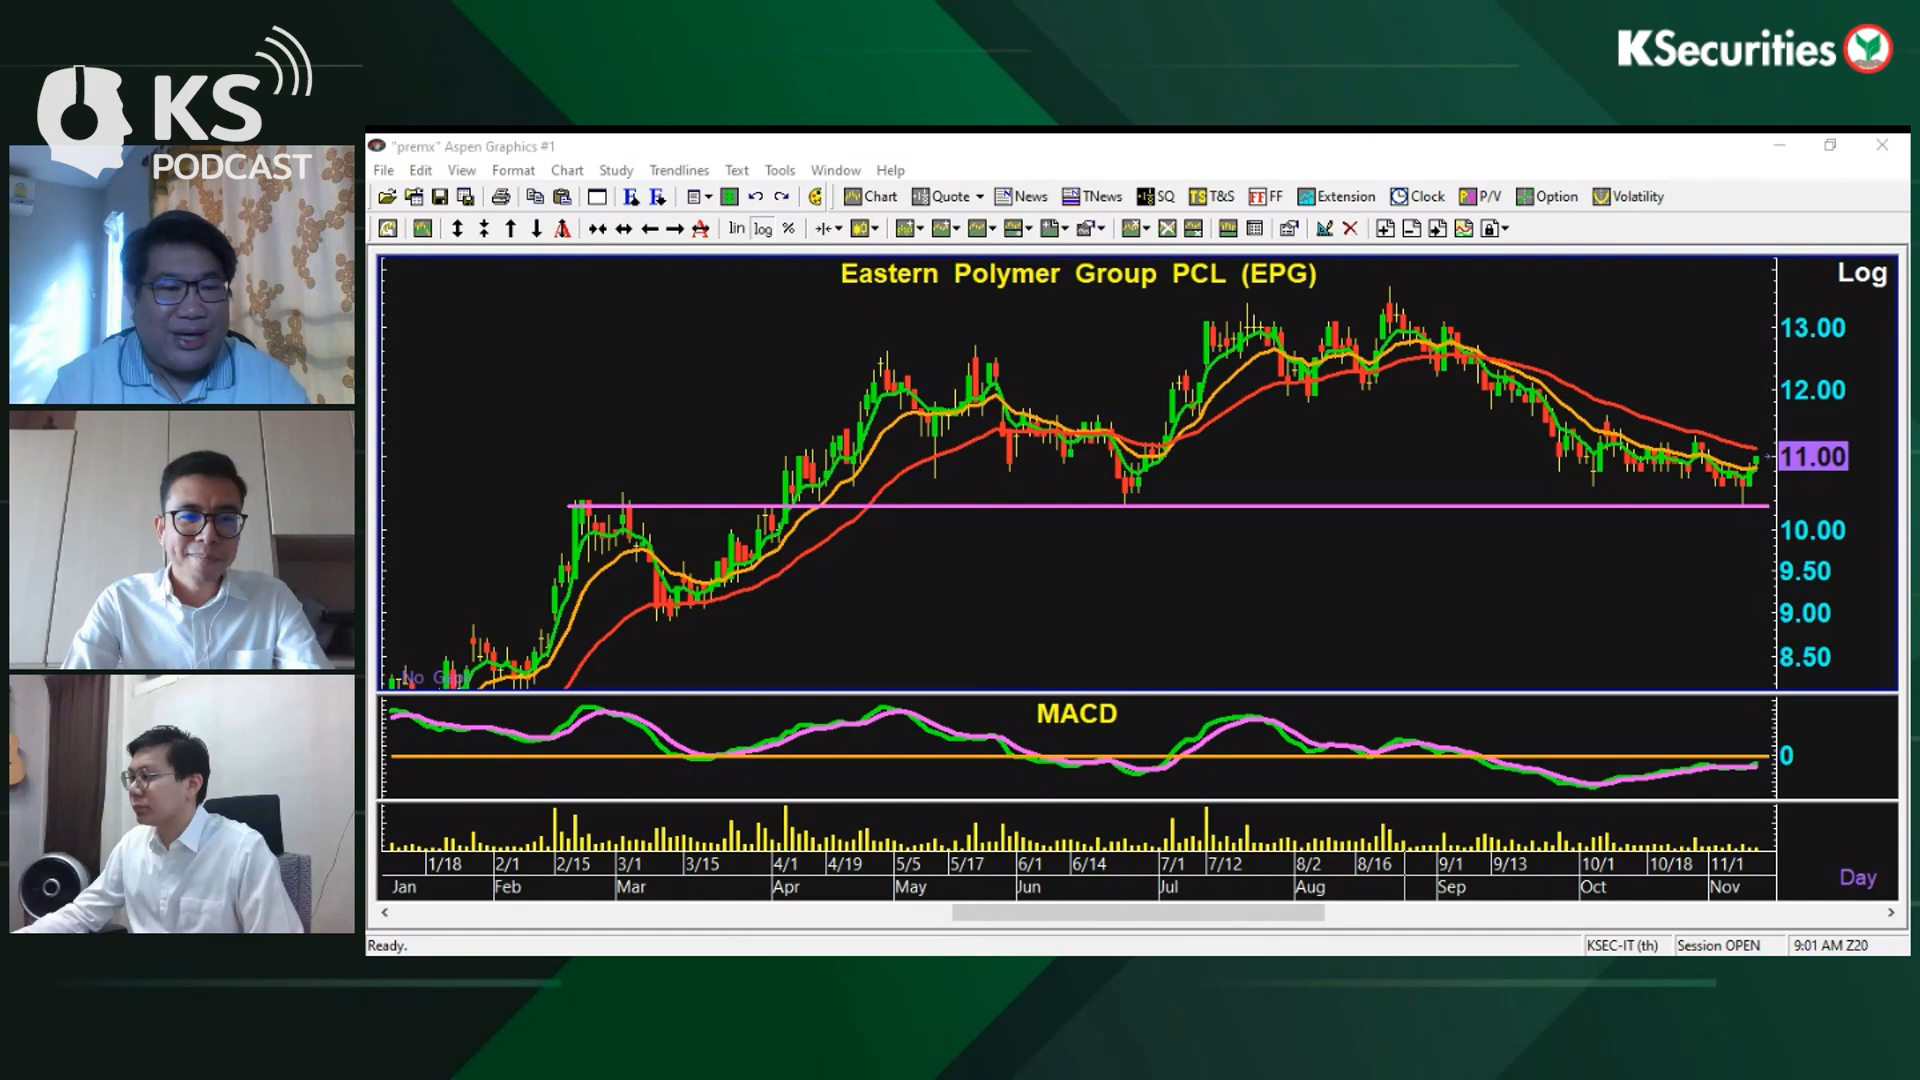 KS
PODCAST
KSecurities
"premx" Aspen Graphics #1
File Edit View Format Chart Study Trendlines Text Tools Window Help
Chart Quote News TNews SQ TS T&S FF FF Extension Clock P P/V Option Volatility
lin log %
Eastern Polymer Group PCL (EPG)
Log
13.00
12.00
11.00
10.00
9.50
9.00
8.50
No Gap
MACD
0
1/18 2/1 2/15 3/1 3/15 4/1 4/19 5/5 5/17 6/1 6/14 7/1 7/12 8/2 8/16 9/1 9/13 10/1 10/18 11/1
Jan Feb Mar Apr May Jun Jul Aug Sep Oct Nov
Day
Ready.
KSEC-IT (th) Session OPEN 9:01 AM Z20